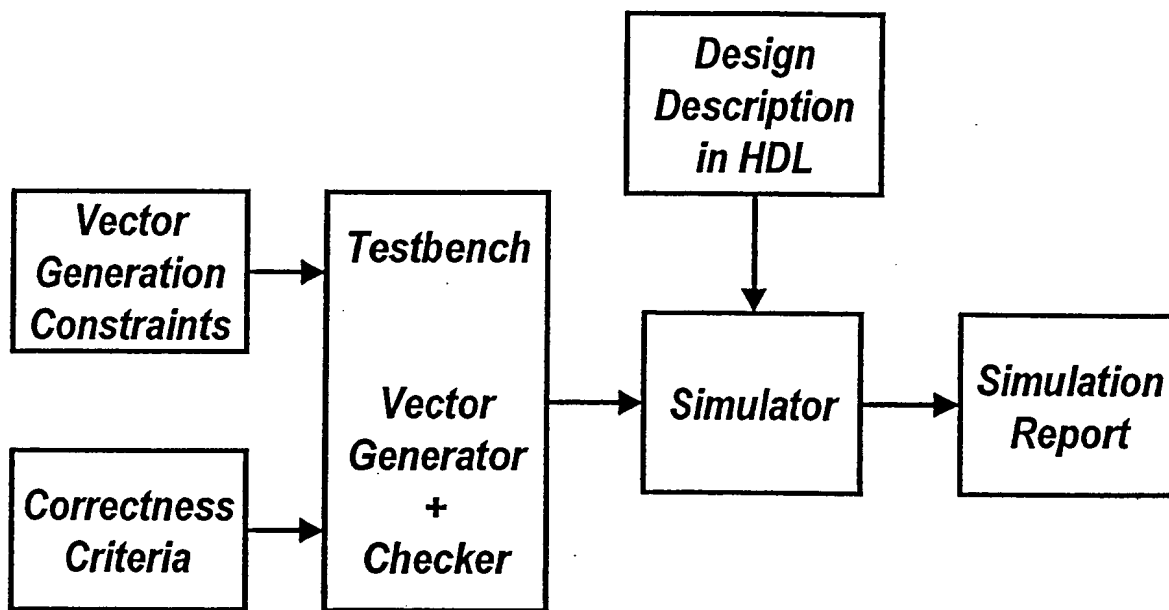 Design
Description
in HDL
Vector
Generation
Constraints
Testbench
Vector
Generator
+
Checker
Correctness
Criteria
Simulator
Simulation
Report